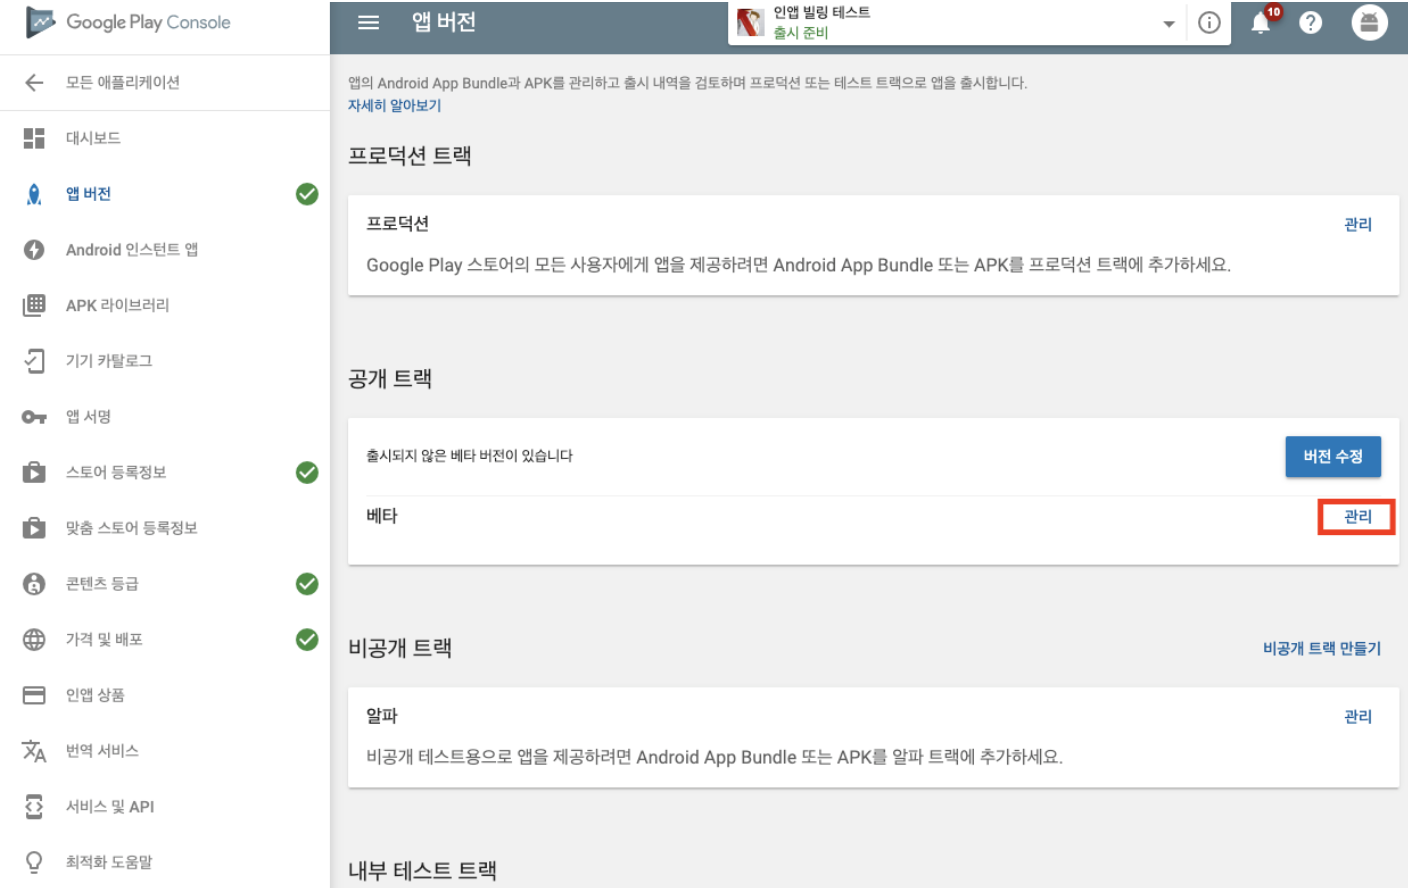 Google Play Console
모든 애플리케이션
대시보드
앱 버전
Android 인스턴트 앱
APK 라이브러리
기기 카탈로그
앱 서명
스토어 등록정보
맞춤 스토어 등록정보
콘텐츠 등급
가격 및 배포
인앱 상품
번역 서비스
서비스 및 API
최적화 도움말
앱 버전
인앱 빌링 테스트
출시 준비
10
앱의 Android App Bundle과 APK를 관리하고 출시 내역을 검토하며 프로덕션 또는 테스트 트랙으로 앱을 출시합니다.
자세히 알아보기
프로덕션 트랙
프로덕션 관리
Google Play 스토어의 모든 사용자에게 앱을 제공하려면 Android App Bundle 또는 APK를 프로덕션 트랙에 추가하세요.
공개 트랙
출시되지 않은 베타 버전이 있습니다 버전 수정
베타 관리
비공개 트랙 비공개 트랙 만들기
알파 관리
비공개 테스트용으로 앱을 제공하려면 Android App Bundle 또는 APK를 알파 트랙에 추가하세요.
내부 테스트 트랙